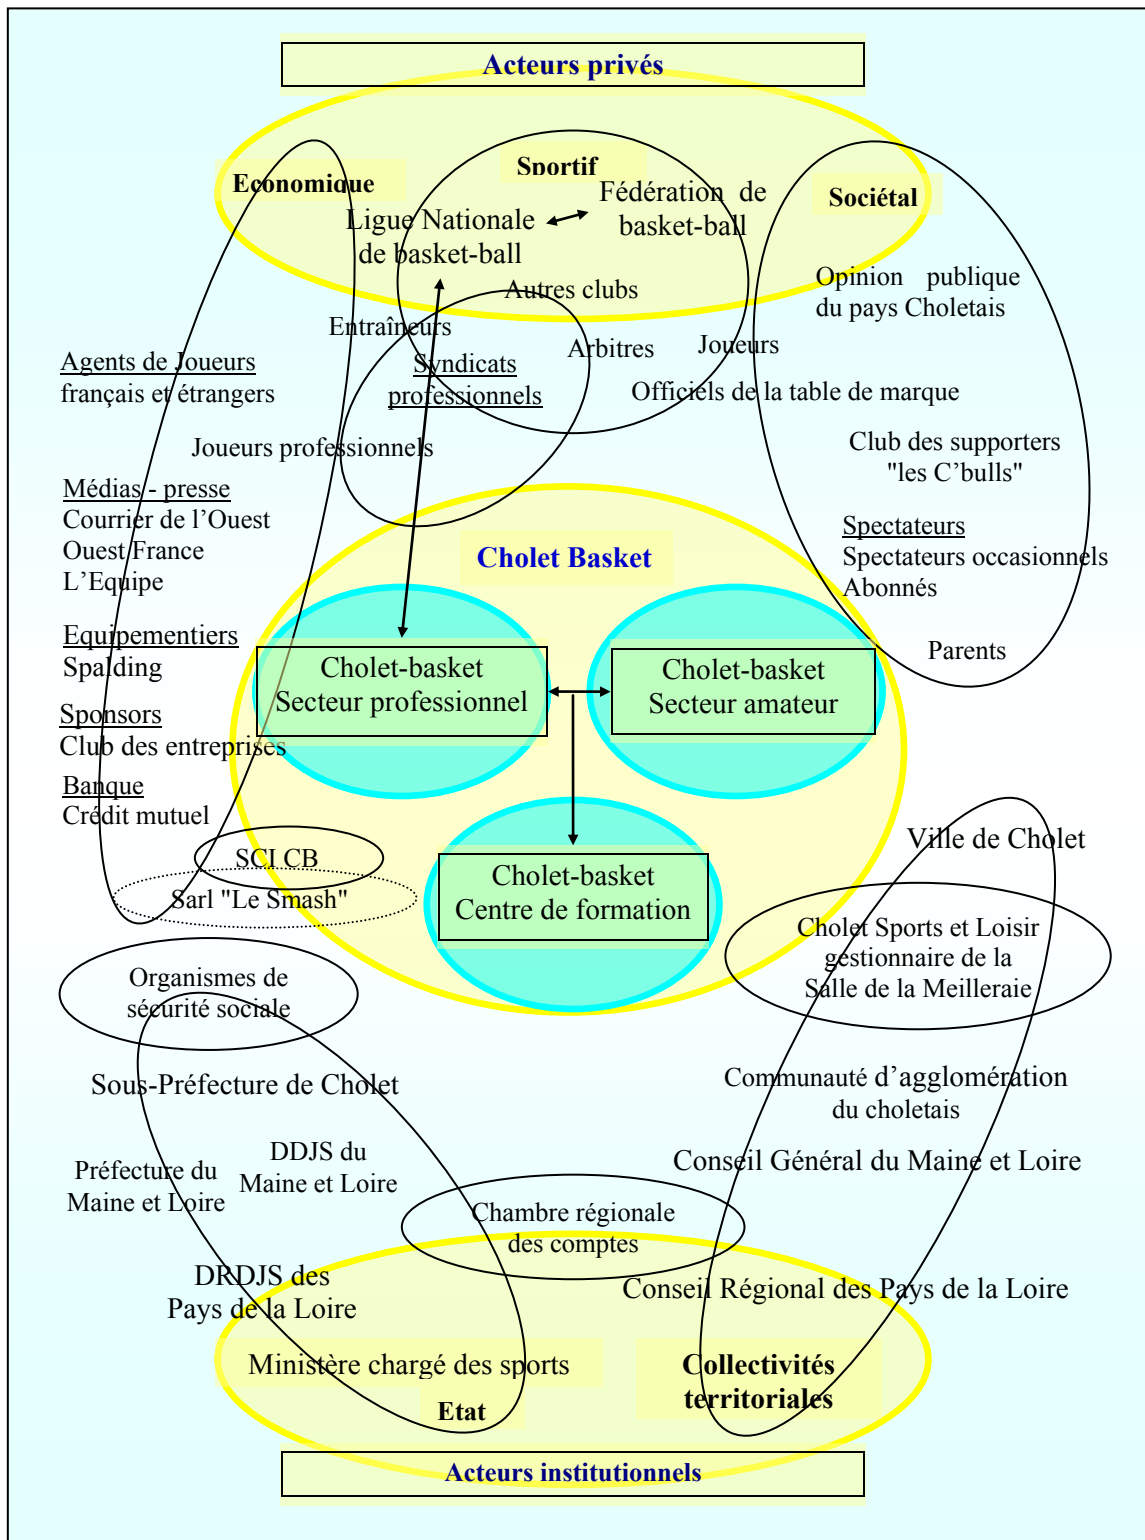 Acteurs privés
Economique
Sportif
Sociétal
Ligue Nationale
de basket-ball
Fédération de
basket-ball
Autres clubs
Opinion publique
du pays Choletais
Entraîneurs
Arbitres
Joueurs
Agents de Joueurs
français et étrangers
Syndicats
professionnels
Officiels de la table de marque
Joueurs professionnels
Club des supporters
"les C'bulls"
Médias - presse
Courrier de l'Ouest
Ouest France
L'Equipe
Spectateurs
Spectateurs occasionnels
Abonnés
Cholet Basket
Equipementiers
Spalding
Parents
Cholet-basket
Secteur professionnel
Cholet-basket
Secteur amateur
Sponsors
Club des entreprises
Banque
Crédit mutuel
SCI CB
Sarl "Le Smash"
Cholet-basket
Centre de formation
Ville de Cholet
Cholet Sports et Loisir
gestionnaire de la
Salle de la Meilleraie
Organismes de
sécurité sociale
Sous-Préfecture de Cholet
Communauté d'agglomération
du choletais
DDJS du
Maine et Loire
Préfecture du
Maine et Loire
Conseil Général du Maine et Loire
Chambre régionale
des comptes
DRDJS des
Pays de la Loire
Conseil Régional des Pays de la Loire
Ministère chargé des sports
Etat
Collectivités
territoriales
Acteurs institutionnels